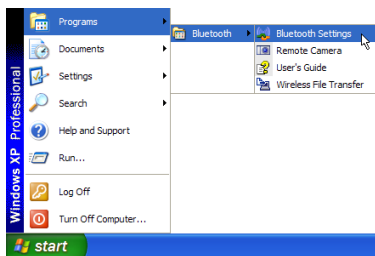 Programs
Documents
Settings
Search
Help and Support
Run...
Log Off
Turn Off Computer...
Windows XP Professional
start
Bluetooth
Bluetooth Settings
Remote Camera
User's Guide
Wireless File Transfer